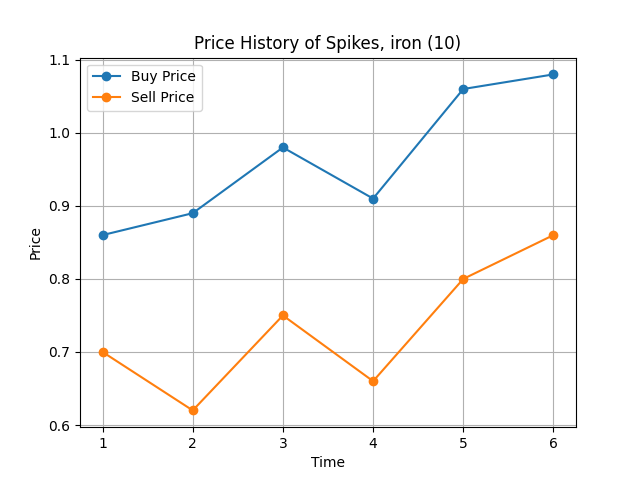 Price History of Spikes, iron (10)
Buy Price
Sell Price
Price
1.1
1.0
0.9
0.8
0.7
0.6
1 2 3 4 5 6
Time